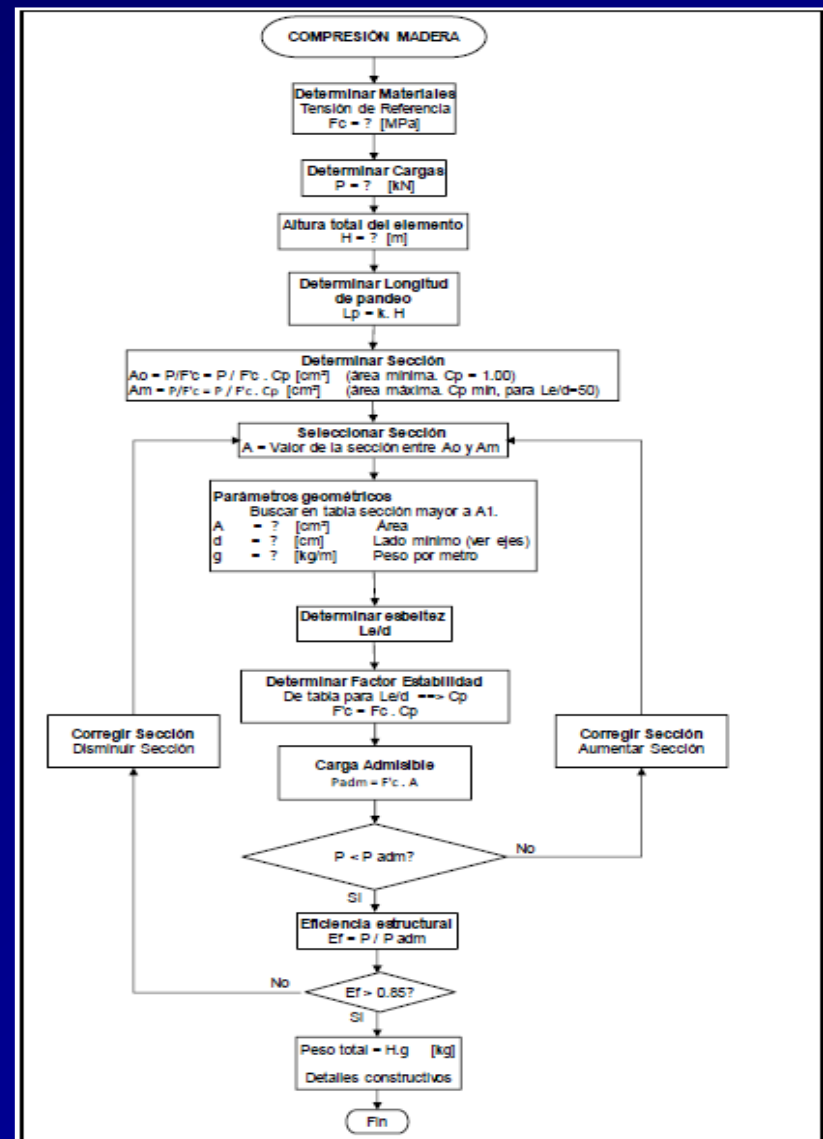 COMPRESIÓN MADERA
Determinar Materiales
Tensión de Referencia
Fc = ? [MPa]
Determinar Cargas
P = ? [kN]
Altura total del elemento
H = ? [m]
Determinar Longitud
de pandeo
Lp = k. H
Determinar Sección
Ao = P/F'c = P / F'c . Cp [cm²] (área mínima. Cp = 1.00)
Am = P/F'c = P / F'c . Cp [cm²] (área máxima. Cp min, para Le/d=50)
Seleccionar Sección
A = Valor de la sección entre Ao y Am
Parámetros geométricos
Buscar en tabla sección mayor a A1.
A = ? [cm²] Área
d = ? [cm] Lado mínimo (ver ejes)
g = ? [kg/m] Peso por metro
Determinar esbeltez
Le/d
Determinar Factor Estabilidad
De tabla para Le/d ==> Cp
F'c = Fc . Cp
Corregir Sección
Disminuir Sección
Corregir Sección
Aumentar Sección
Carga Admisible
Padm = F'c . A
P < P adm?
No
SI
Eficiencia estructural
Ef = P / P adm
No
Ef > 0.85?
SI
Peso total = H.g [kg]
Detalles constructivos
Fin